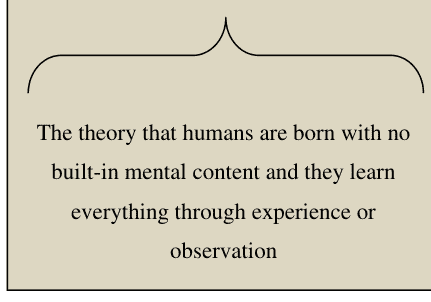 The theory that humans are born with no
built-in mental content and they learn
everything through experience or
observation